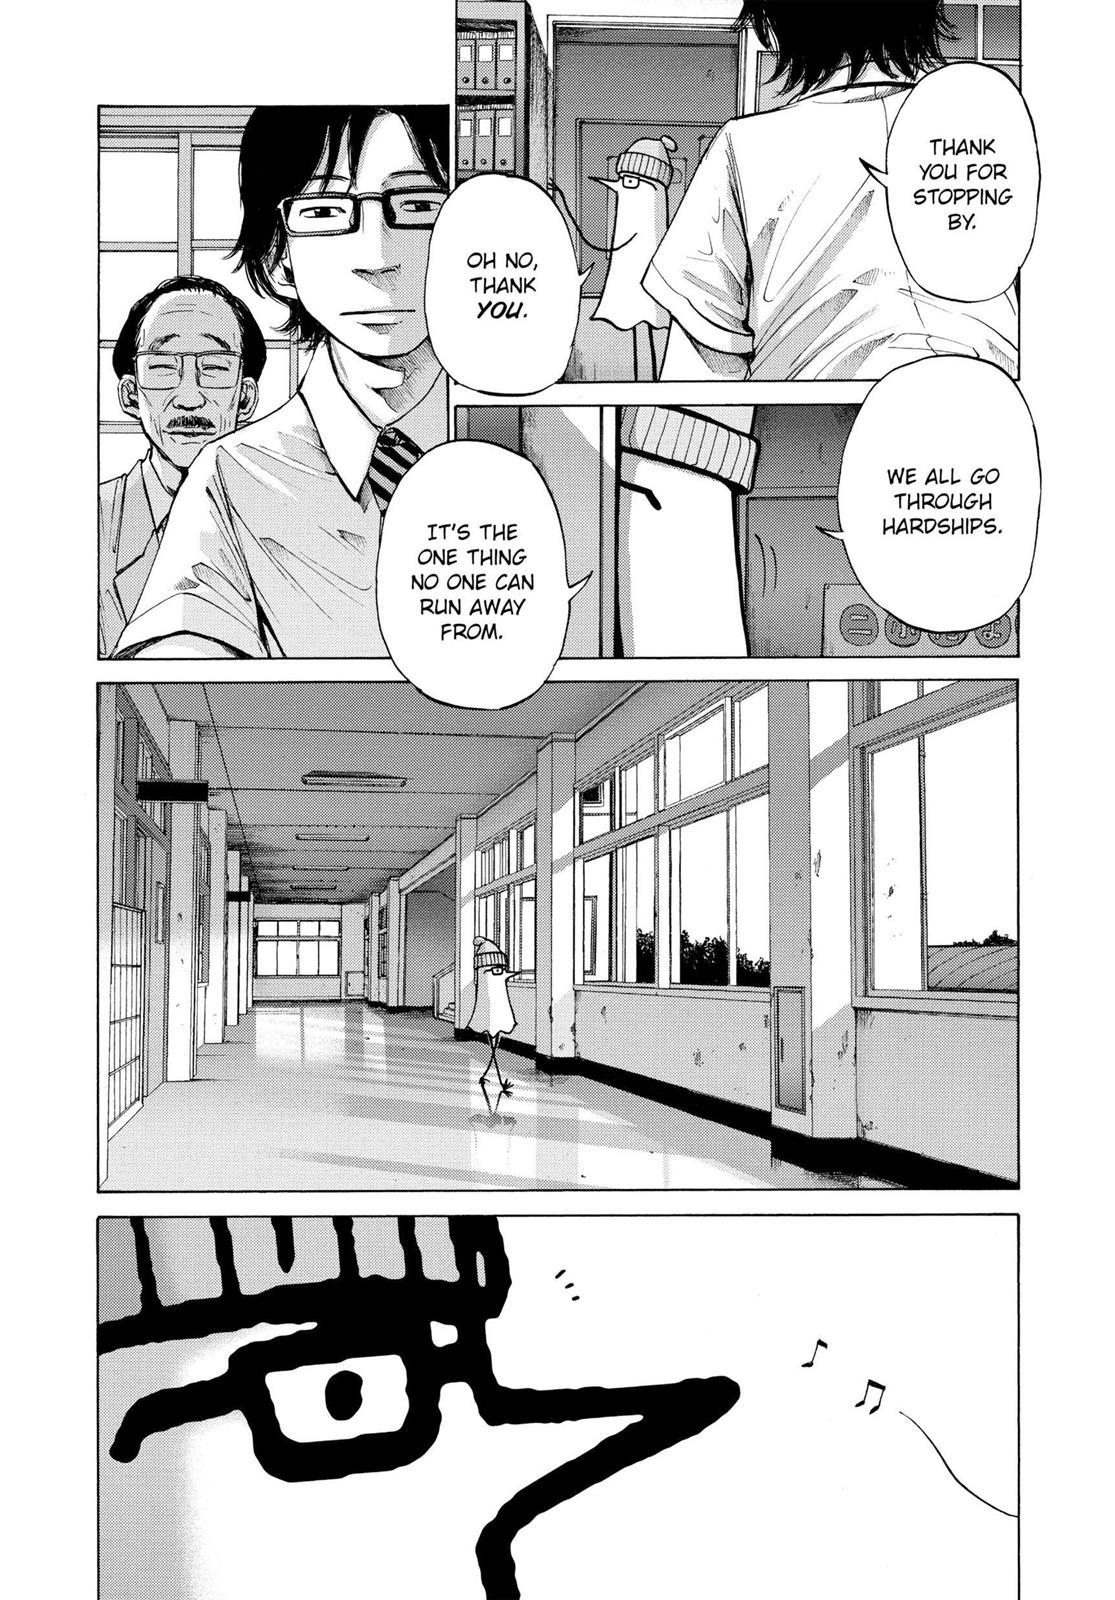 THANK
YOU FOR
STOPPING
BY.
OH NO,
THANK
YOU.
WE ALL GO
THROUGH
HARDSHIPS.
IT'S THE
ONE THING
NO ONE CAN
RUN AWAY
FROM.